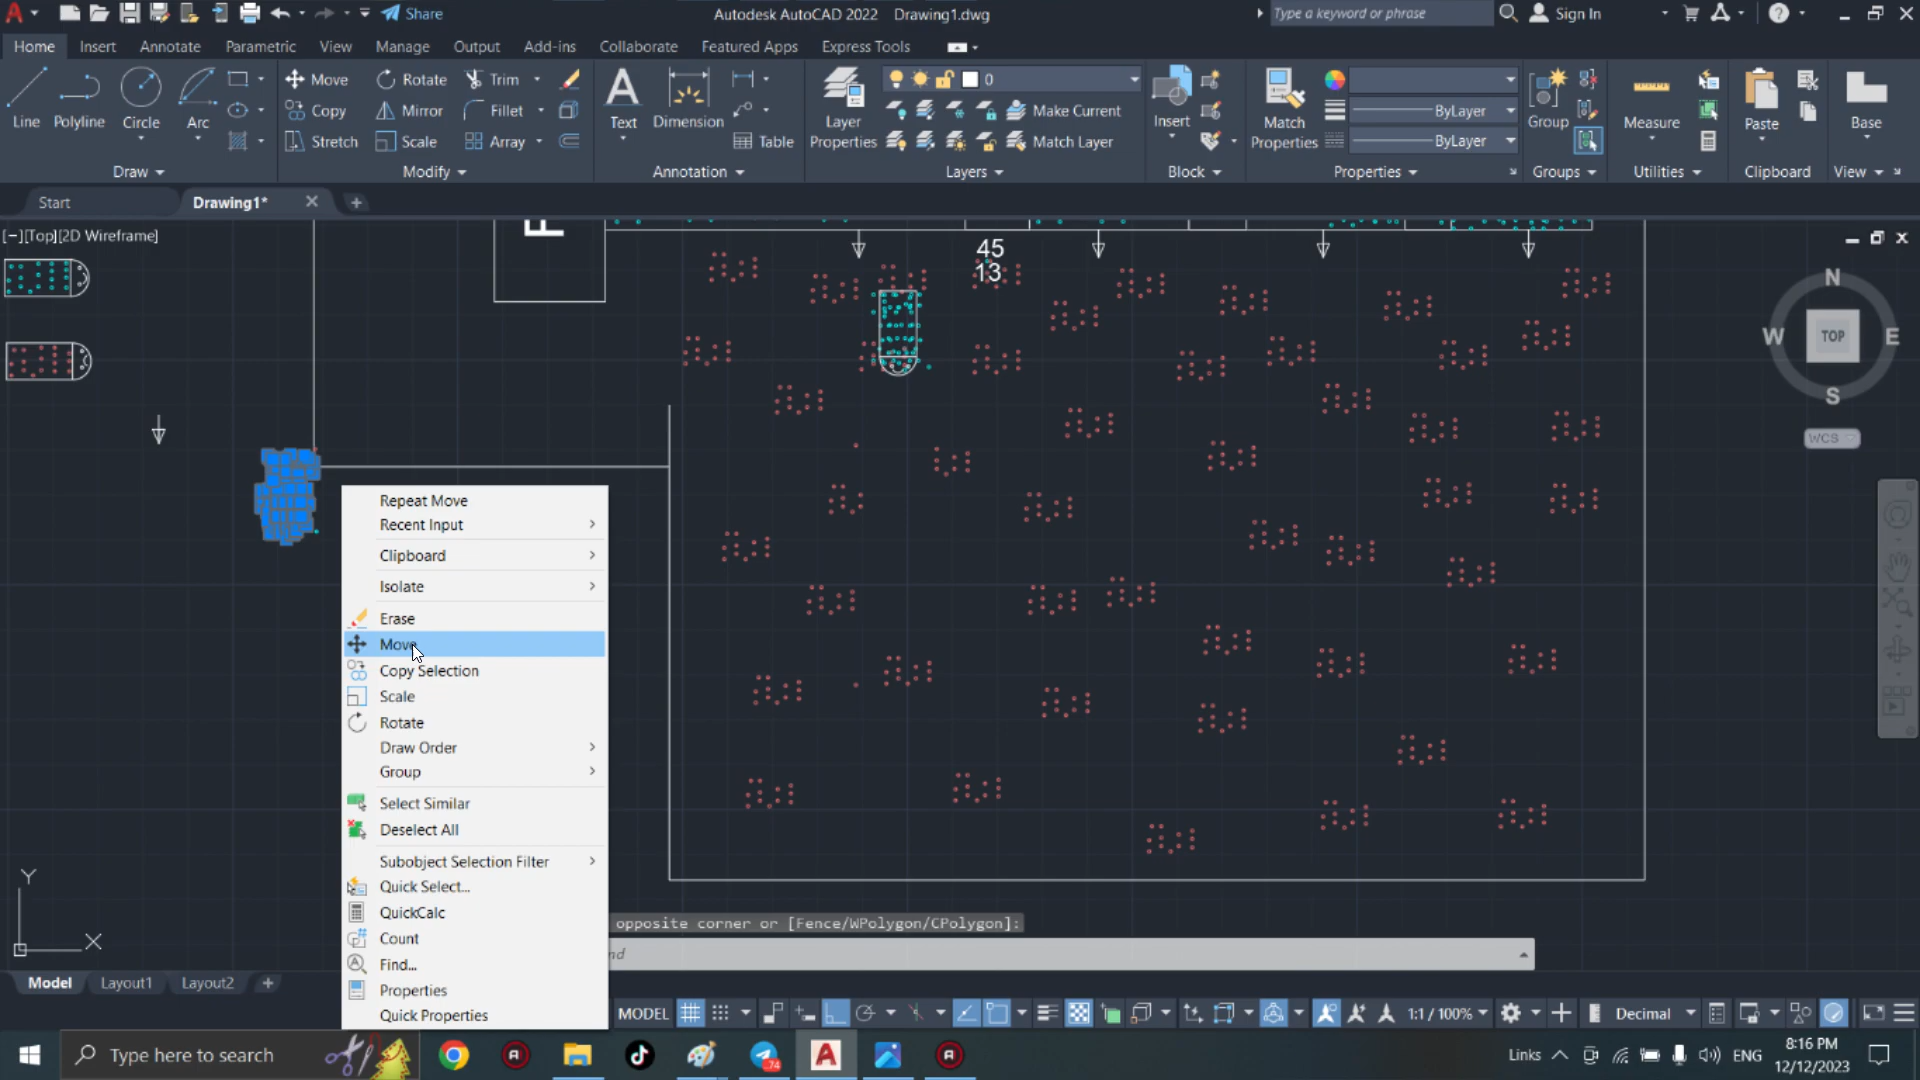 Share
Autodesk AutoCAD 2022 Drawing1.dwg
Type a keyword or phrase
Sign In
Home Insert Annotate Parametric View Manage Output Add-ins Collaborate Featured Apps Express Tools
Move Rotate Trim
0
Copy Mirror Fillet
Make Current
ByLayer
Line Polyline Circle Arc
Text Dimension
Layer Properties
Insert
Match Properties
Group Measure Paste Base
Stretch Scale Array
Table
Match Layer
ByLayer
Draw Modify Annotation Layers Block Properties Groups Utilities Clipboard View
Start Drawing1*
[−][Top][2D Wireframe]
45
13
N
W TOP E
S
WCS
Repeat Move
Recent Input
Clipboard
Isolate
Erase
Move
Copy Selection
Scale
Rotate
Draw Order
Group
Select Similar
Deselect All
Subobject Selection Filter
Quick Select...
QuickCalc
Count
Find...
Properties
Quick Properties
Y
X
opposite corner or [Fence/WPolygon/CPolygon]:
nd
Model Layout1 Layout2
MODEL 1:1 / 100% Decimal
Type here to search
74
Links ENG
8:16 PM
12/12/2023